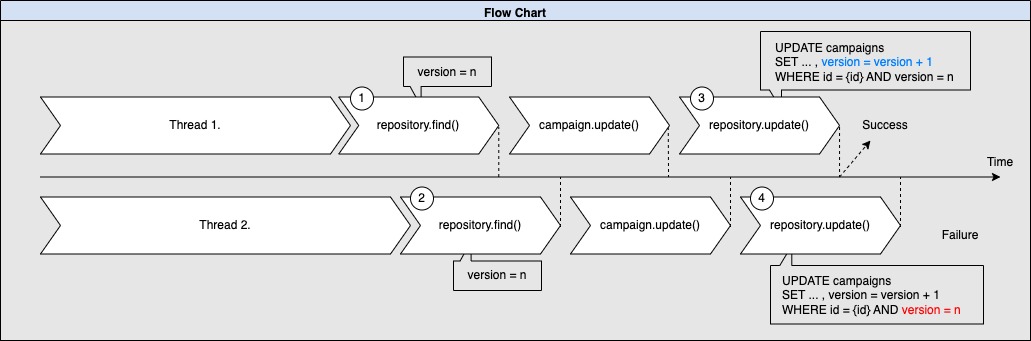 Flow Chart
version = n
UPDATE campaigns
SET ... , version = version + 1
WHERE id = {id} AND version = n
Thread 1.
1
repository.find()
campaign.update()
3
repository.update()
Success
Time
Thread 2.
2
repository.find()
campaign.update()
4
repository.update()
Failure
version = n
UPDATE campaigns
SET ... , version = version + 1
WHERE id = {id} AND version = n